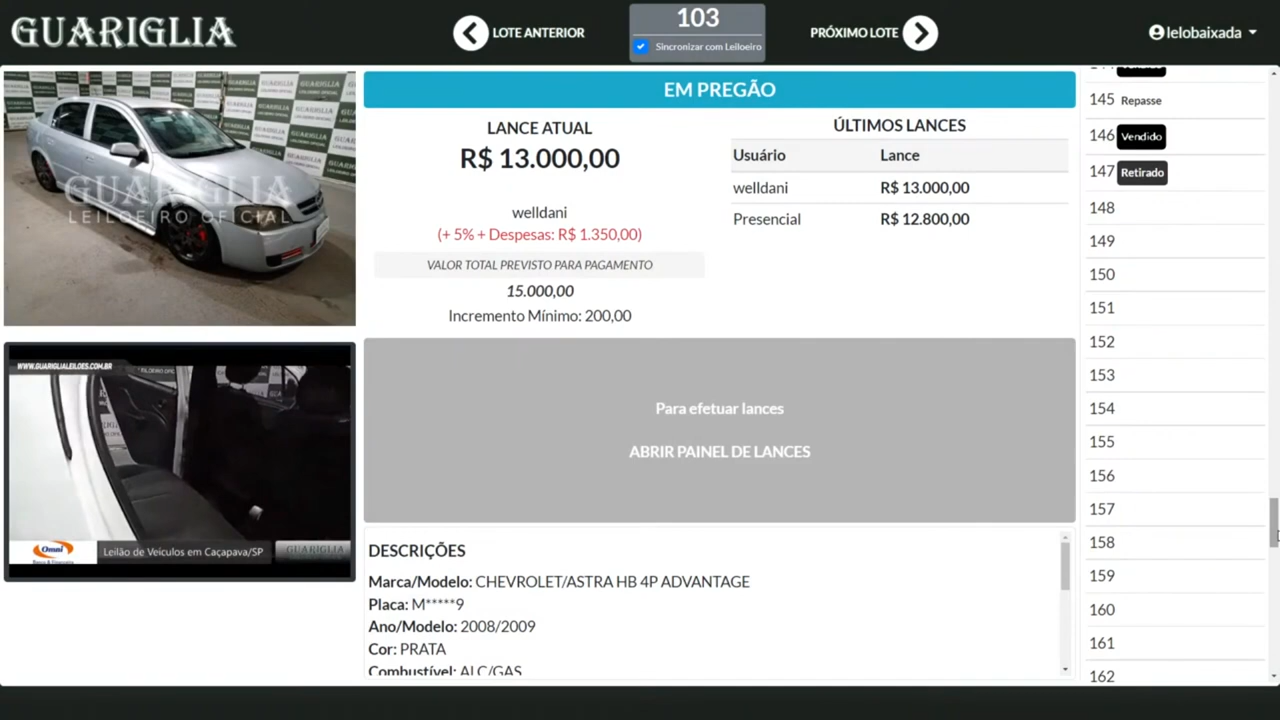 GUARIGLIA
LOTE ANTERIOR
103
Sincronizar com Leiloeiro
PRÓXIMO LOTE
lelobaixada
GUARIGLIA
LEILOEIRO OFICIAL
EM PREGÃO
LANCE ATUAL
R$ 13.000,00
welldani
(+ 5% + Despesas: R$ 1.350,00)
VALOR TOTAL PREVISTO PARA PAGAMENTO
15.000,00
Incremento Mínimo: 200,00
ÚLTIMOS LANCES
Usuário Lance
welldani R$ 13.000,00
Presencial R$ 12.800,00
Para efetuar lances
ABRIR PAINEL DE LANCES
WWW.GUARIGLIALEILOES.COM.BR
Omni
Leilão de Veículos em Caçapava/SP
GUARIGLIA
DESCRIÇÕES
Marca/Modelo: CHEVROLET/ASTRA HB 4P ADVANTAGE
Placa: M*****9
Ano/Modelo: 2008/2009
Cor: PRATA
Combustível: ALC/GAS
145 Repasse
146 Vendido
147 Retirado
148
149
150
151
152
153
154
155
156
157
158
159
160
161
162